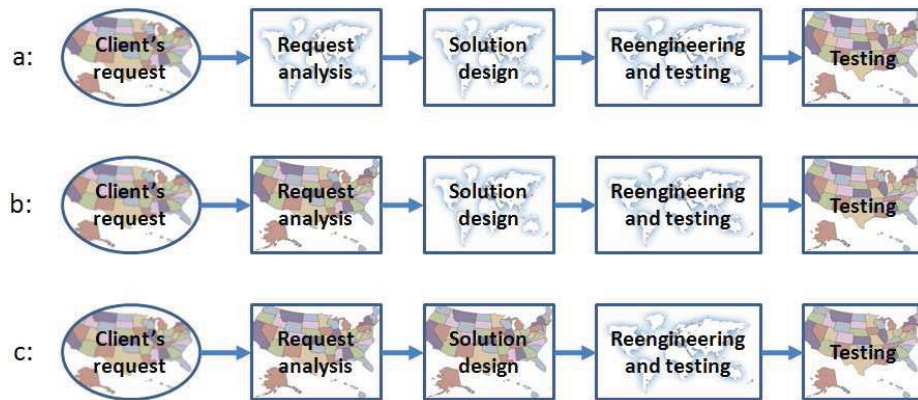 a:
Client's
request
Request
analysis
Solution
design
Reengineering
and testing
Testing
b:
Client's
request
Request
analysis
Solution
design
Reengineering
and testing
Testing
c:
Client's
request
Request
analysis
Solution
design
Reengineering
and testing
Testing